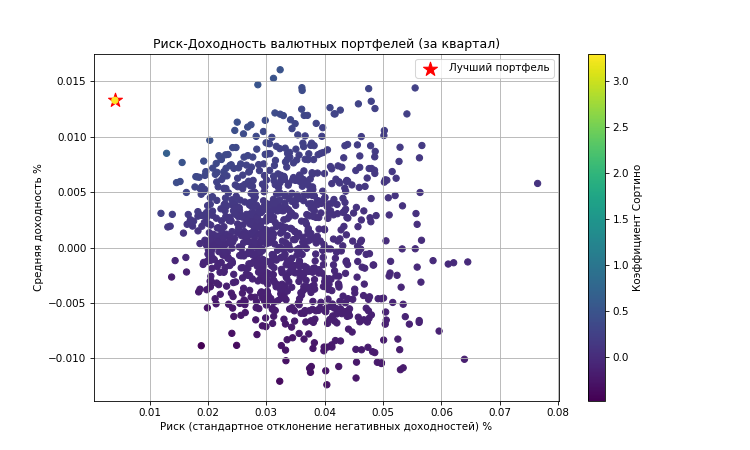 Риск-Доходность валютных портфелей (за квартал)
Лучший портфель
Средняя доходность %
0.015
0.010
0.005
0.000
−0.005
−0.010
0.01 0.02 0.03 0.04 0.05 0.06 0.07 0.08
Риск (стандартное отклонение негативных доходностей) %
3.0
2.5
2.0
1.5
1.0
0.5
0.0
Коэффициент Сортино